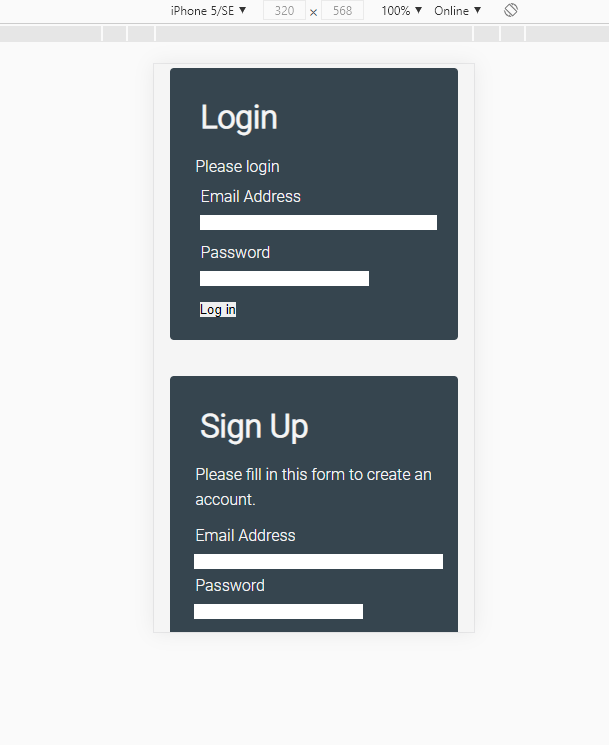 iPhone 5/SE ▼ 320 × 568 100% ▼ Online ▼
Login
Please login
Email Address
Password
Log in
Sign Up
Please fill in this form to create an
account.
Email Address
Password